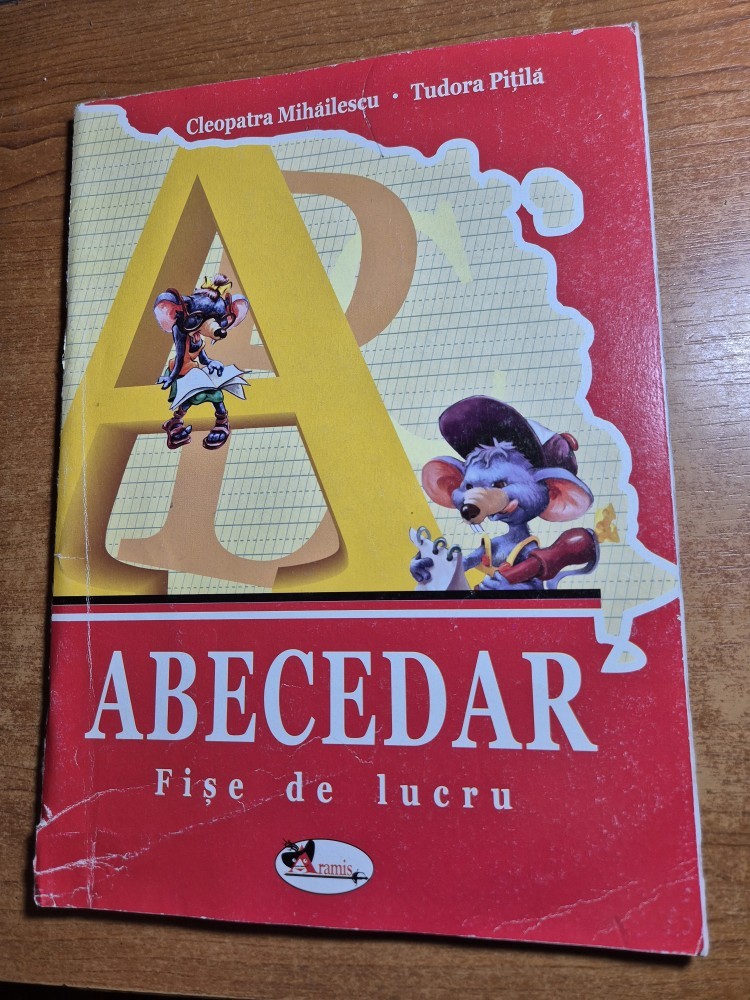 Cleopatra Mihăilescu • Tudora Pițilă
ABECEDAR
Fișe de lucru
Aramis